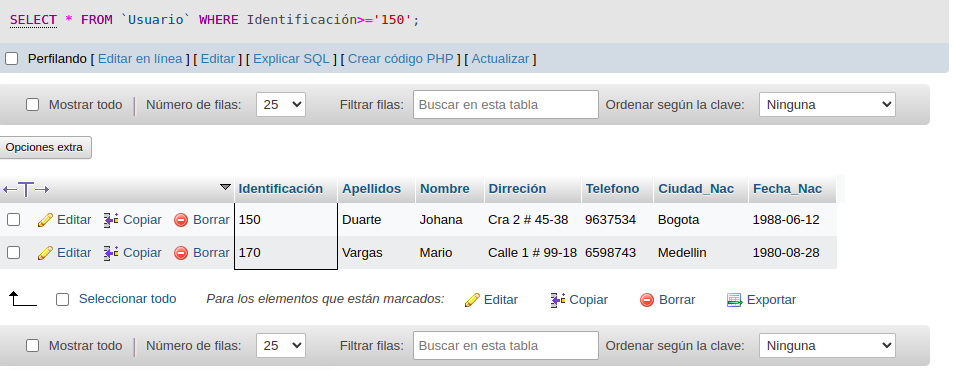 SELECT * FROM `Usuario` WHERE Identificación>='150';
Perfilando [ Editar en línea ] [ Editar ] [ Explicar SQL ] [ Crear código PHP ] [ Actualizar ]
Mostrar todo | Número de filas: 25 Filtrar filas: Buscar en esta tabla Ordenar según la clave: Ninguna
Opciones extra
←T→ Identificación Apellidos Nombre Dirreción Telefono Ciudad_Nac Fecha_Nac
Editar Copiar Borrar 150 Duarte Johana Cra 2 # 45-38 9637534 Bogota 1988-06-12
Editar Copiar Borrar 170 Vargas Mario Calle 1 # 99-18 6598743 Medellin 1980-08-28
Seleccionar todo Para los elementos que están marcados: Editar Copiar Borrar Exportar
Mostrar todo | Número de filas: 25 Filtrar filas: Buscar en esta tabla Ordenar según la clave: Ninguna